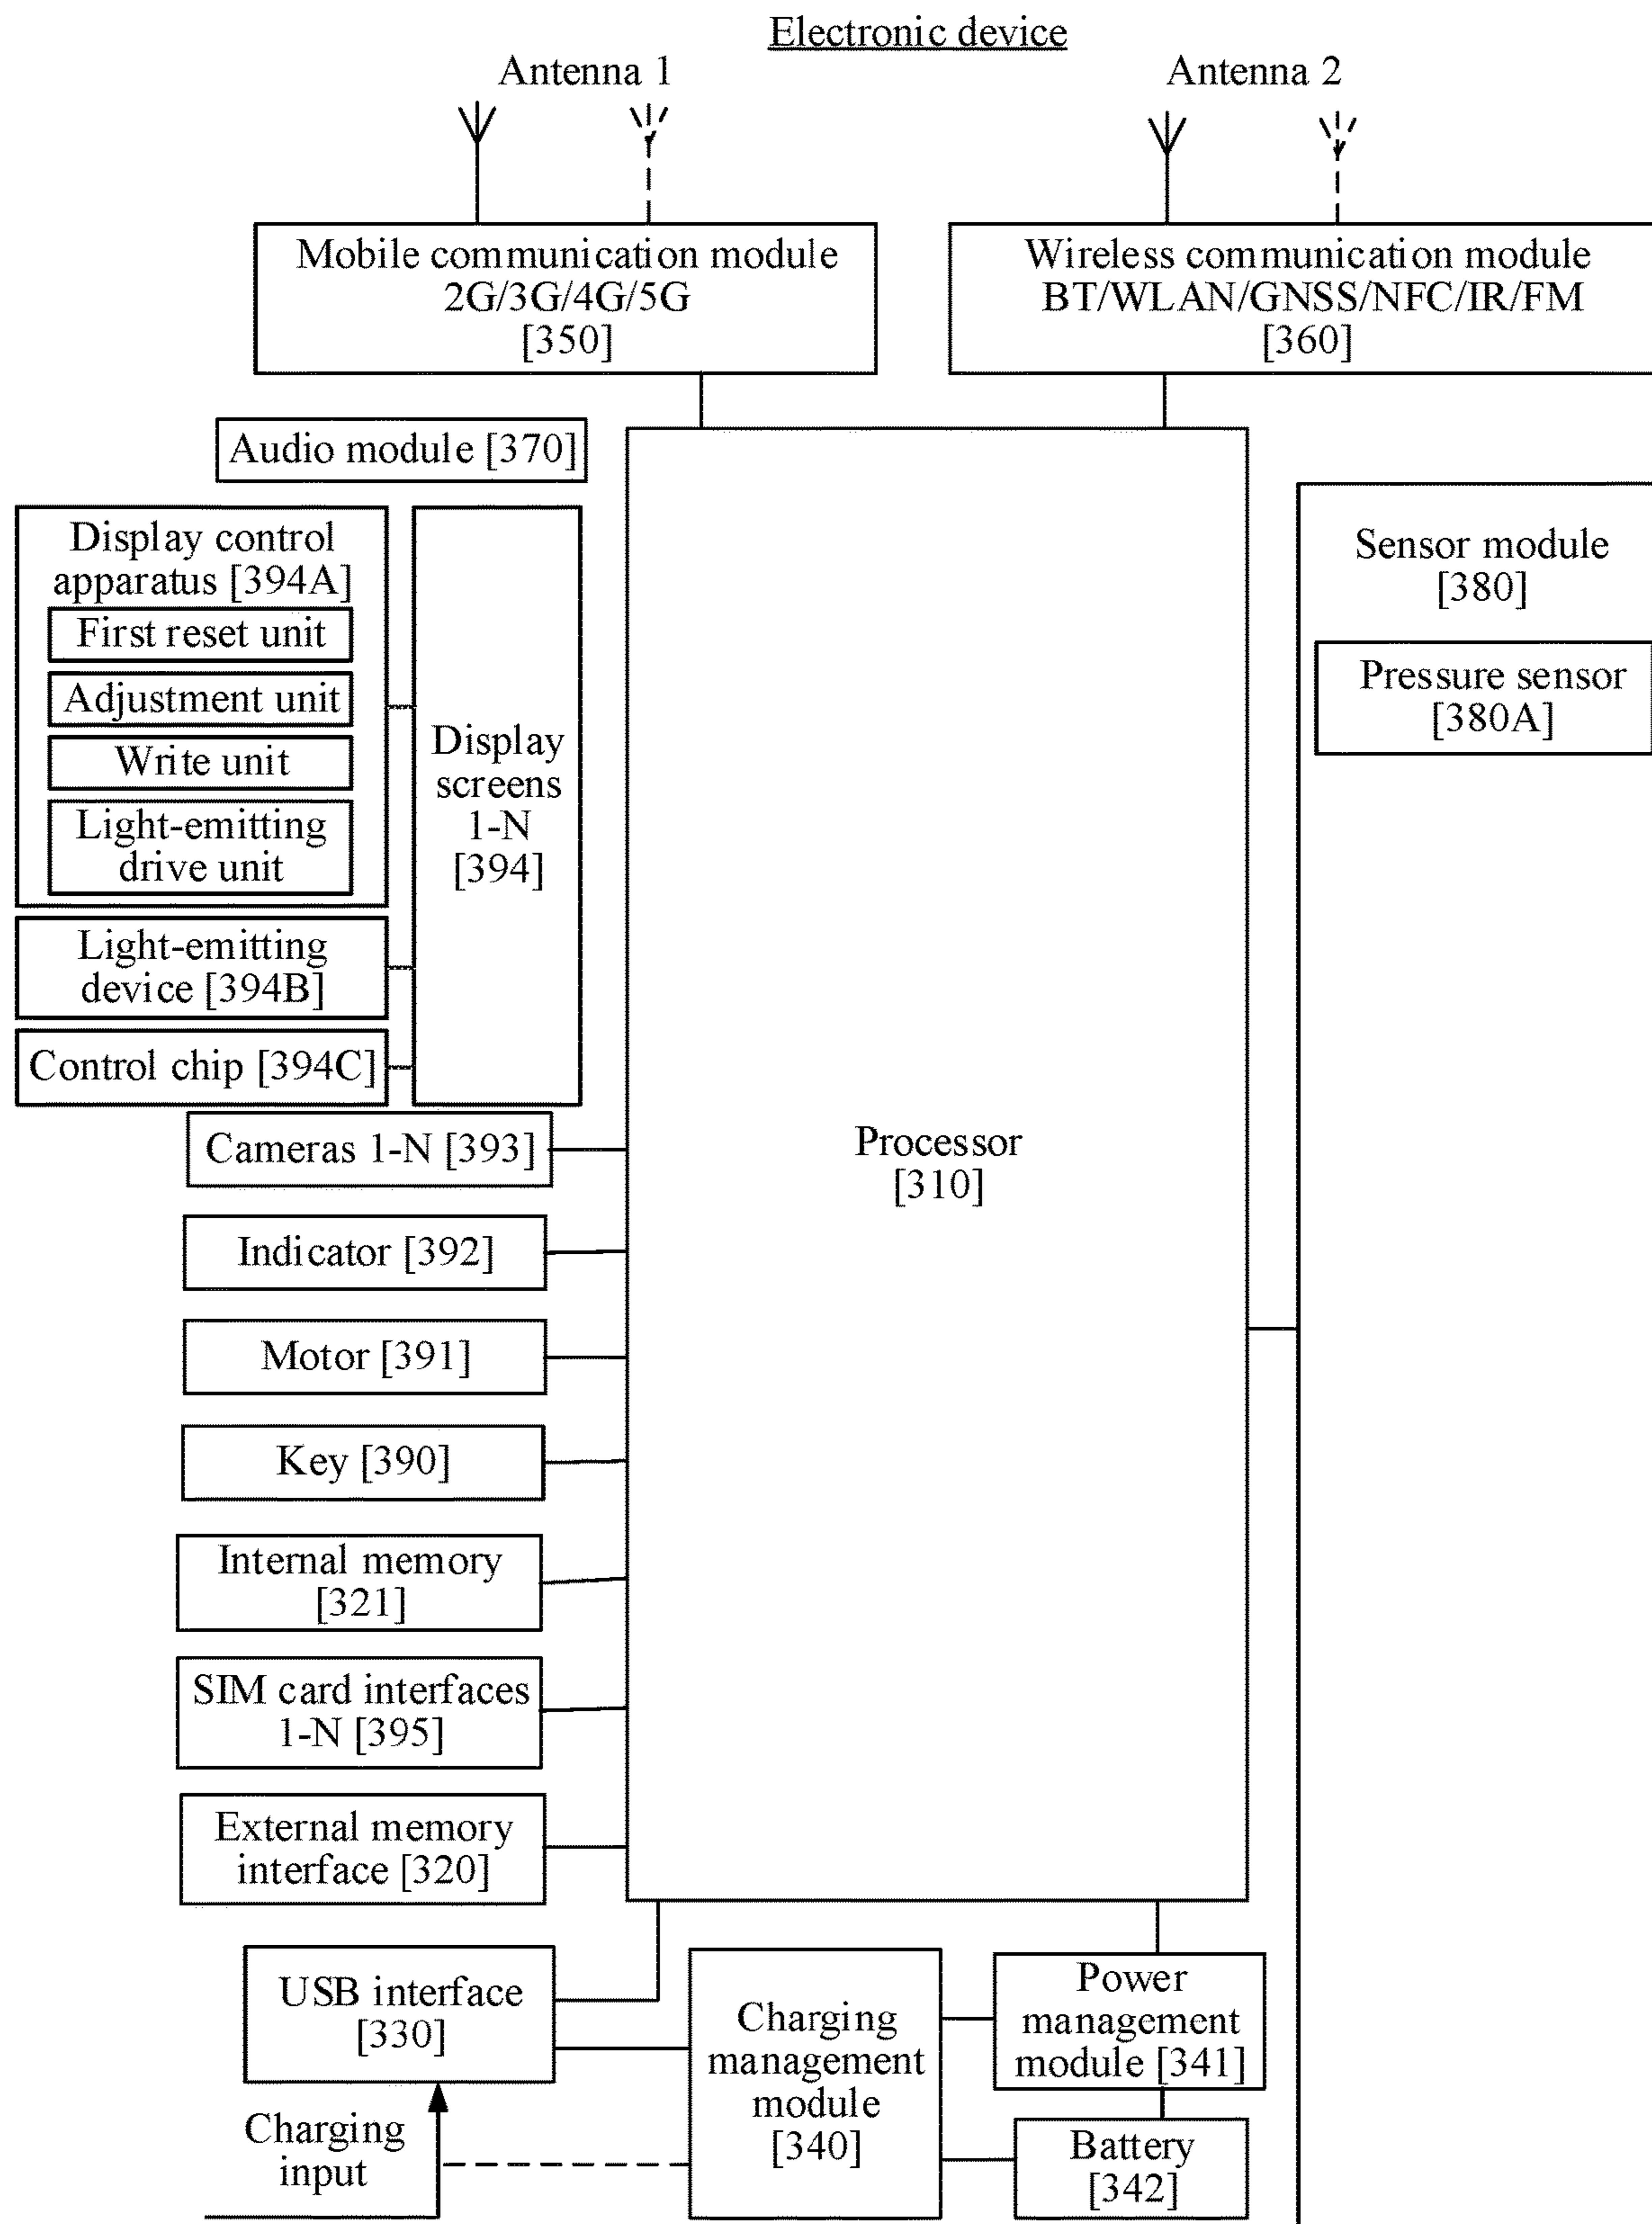 Electronic device
Antenna 1
Antenna 2
Mobile communication module
2G/3G/4G/5G
[350]
Wireless communication module
BT/WLAN/GNSS/NFC/IR/FM
[360]
Audio module [370]
Display control
apparatus [394A]
First reset unit
Adjustment unit
Write unit
Light-emitting
drive unit
Light-emitting
device [394B]
Control chip [394C]
Display
screens
1-N
[394]
Sensor module
[380]
Pressure sensor
[380A]
Processor
[310]
Cameras 1-N [393]
Indicator [392]
Motor [391]
Key [390]
Internal memory
[321]
SIM card interfaces
1-N [395]
External memory
interface [320]
USB interface
[330]
Charging
management
module
[340]
Power
management
module [341]
Charging
input
Battery
[342]